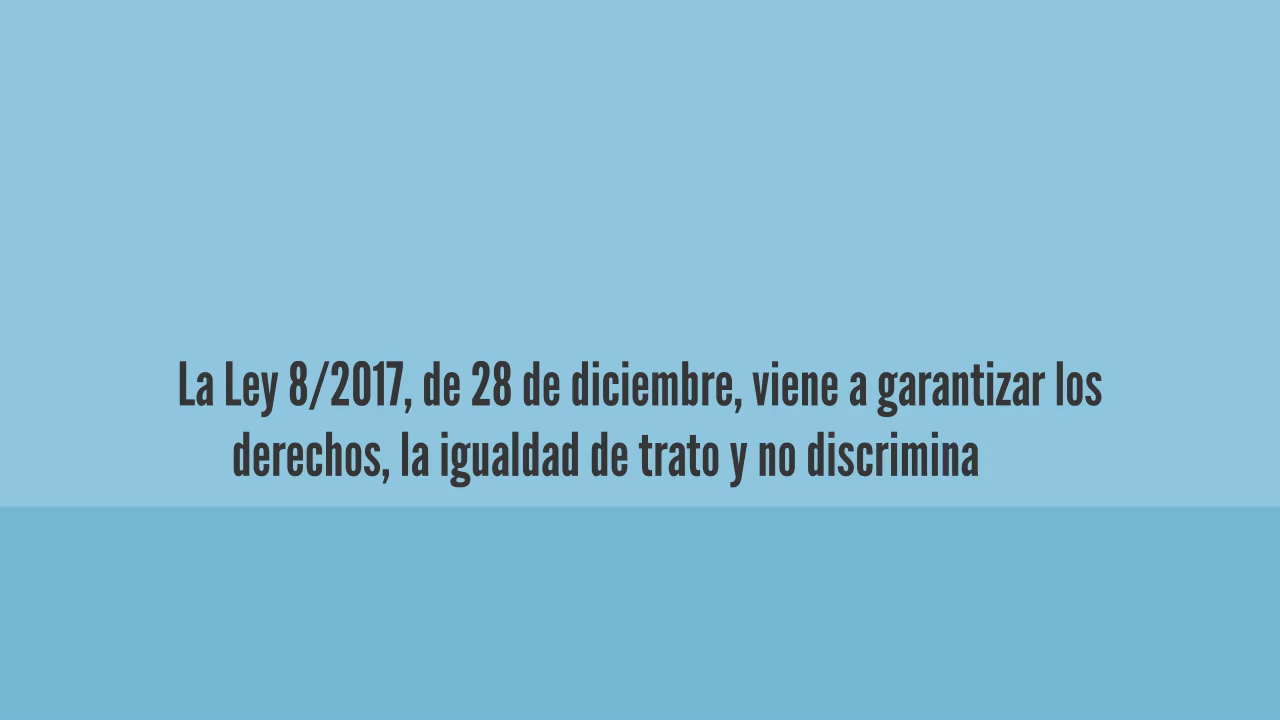 La Ley 8/2017, de 28 de diciembre, viene a garantizar los
derechos, la igualdad de trato y no discrimina